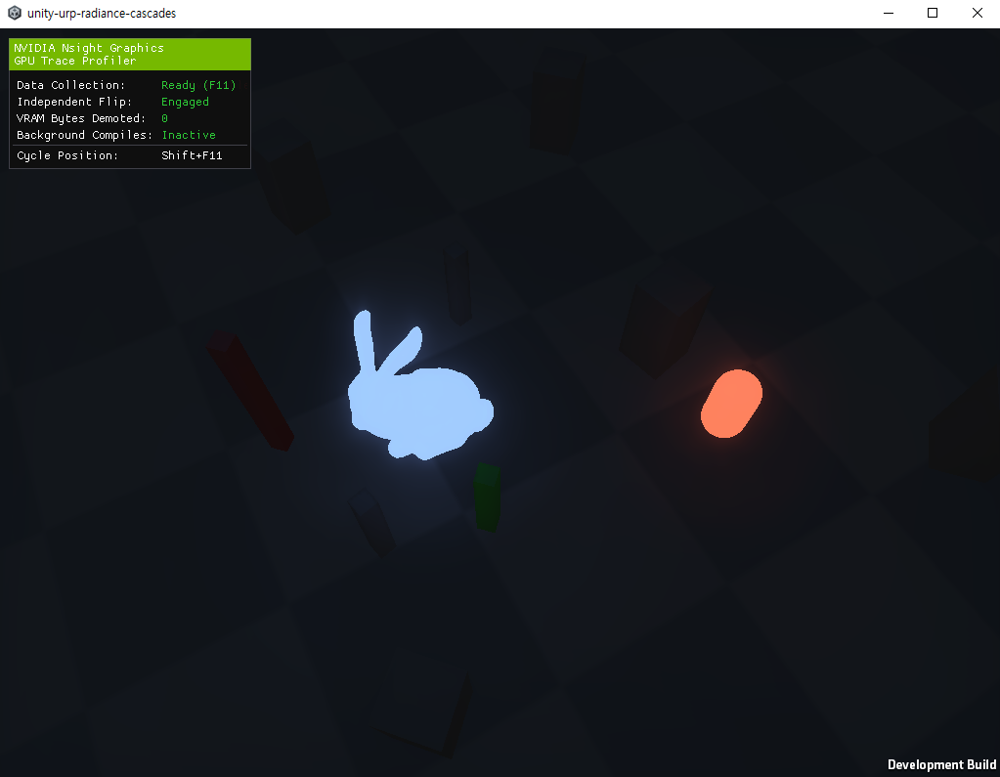 unity-urp-radiance-cascades
NVIDIA Nsight Graphics
GPU Trace Profiler
Data Collection: Ready (F11)
Independent Flip: Engaged
VRAM Bytes Demoted: 0
Background Compiles: Inactive
Cycle Position: Shift+F11
Development Build